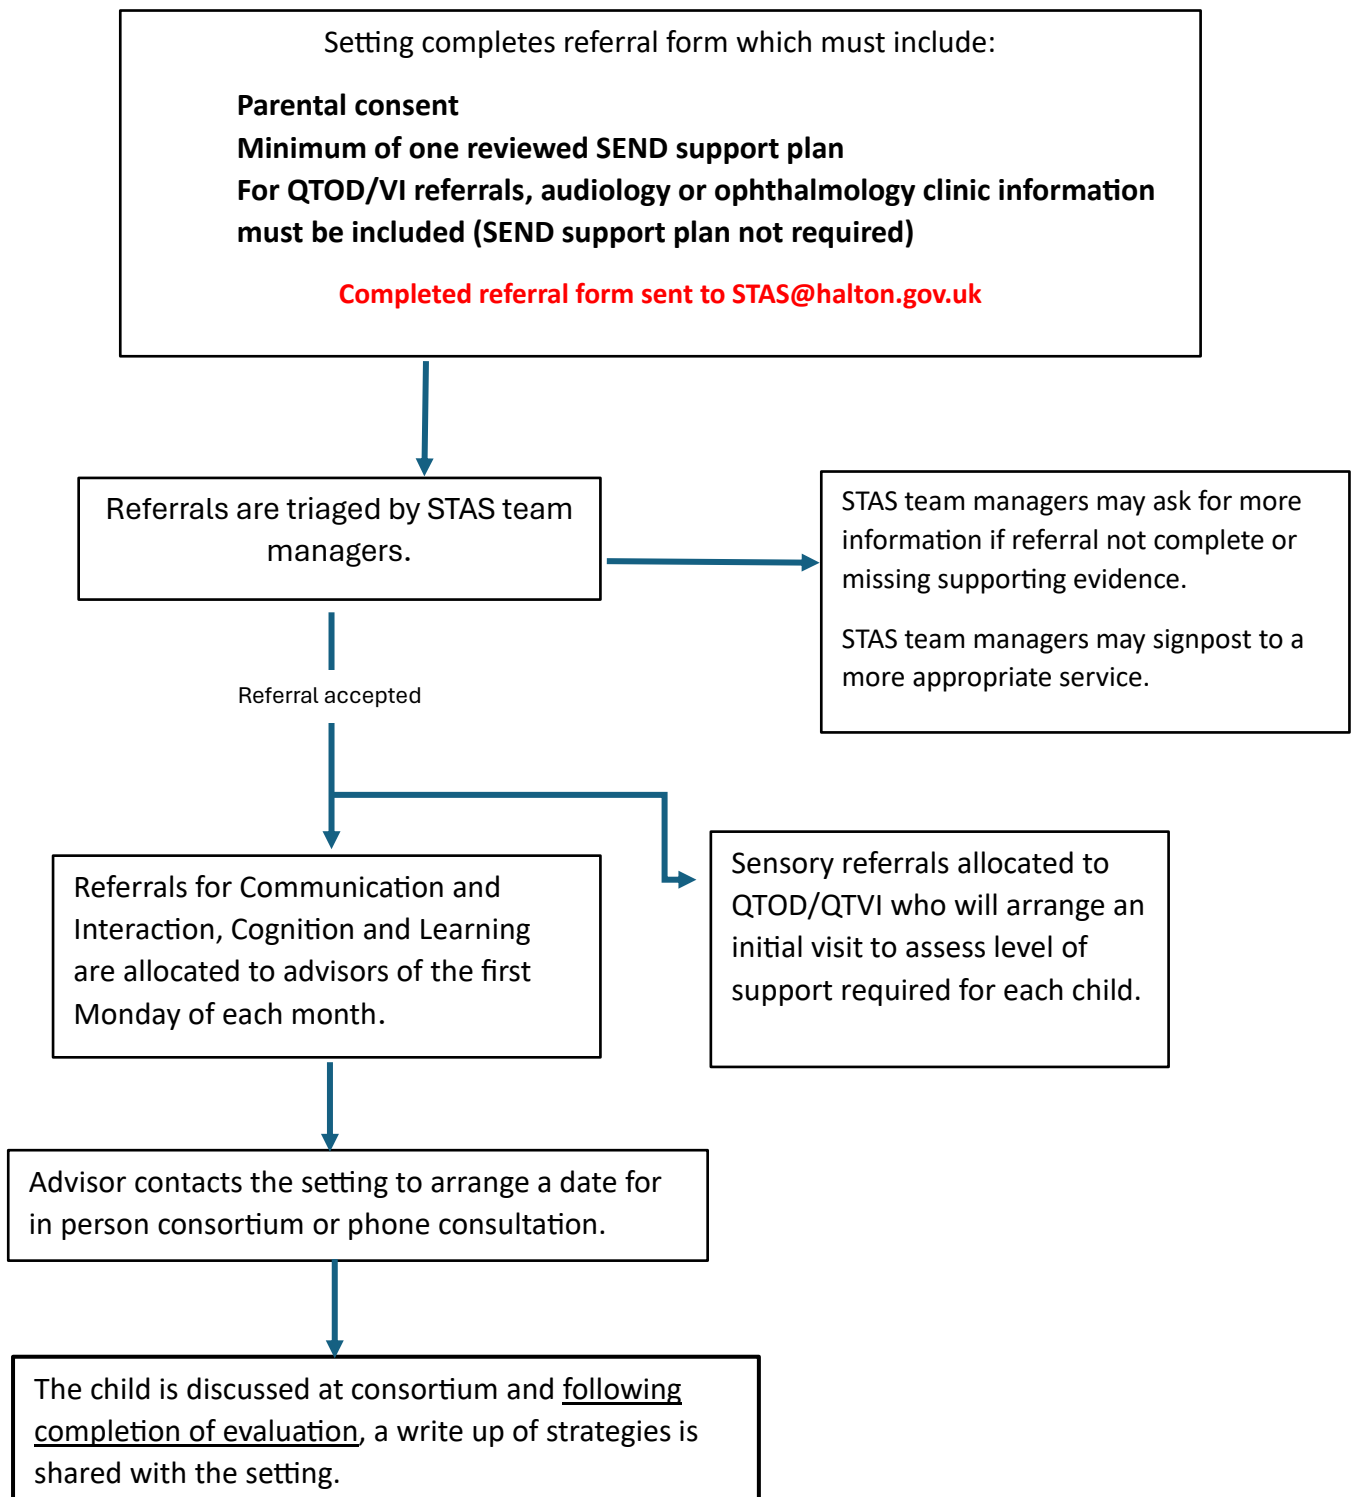 Setting completes referral form which must include:
Parental consent
Minimum of one reviewed SEND support plan
For QTOD/VI referrals, audiology or ophthalmology clinic information
must be included (SEND support plan not required)
Completed referral form sent to STAS@halton.gov.uk
Referrals are triaged by STAS team
managers.
STAS team managers may ask for more
information if referral not complete or
missing supporting evidence.
STAS team managers may signpost to a
more appropriate service.
Referral accepted
Referrals for Communication and
Interaction, Cognition and Learning
are allocated to advisors of the first
Monday of each month.
Sensory referrals allocated to
QTOD/QTVI who will arrange an
initial visit to assess level of
support required for each child.
Advisor contacts the setting to arrange a date for
in person consortium or phone consultation.
The child is discussed at consortium and following
completion of evaluation, a write up of strategies is
shared with the setting.